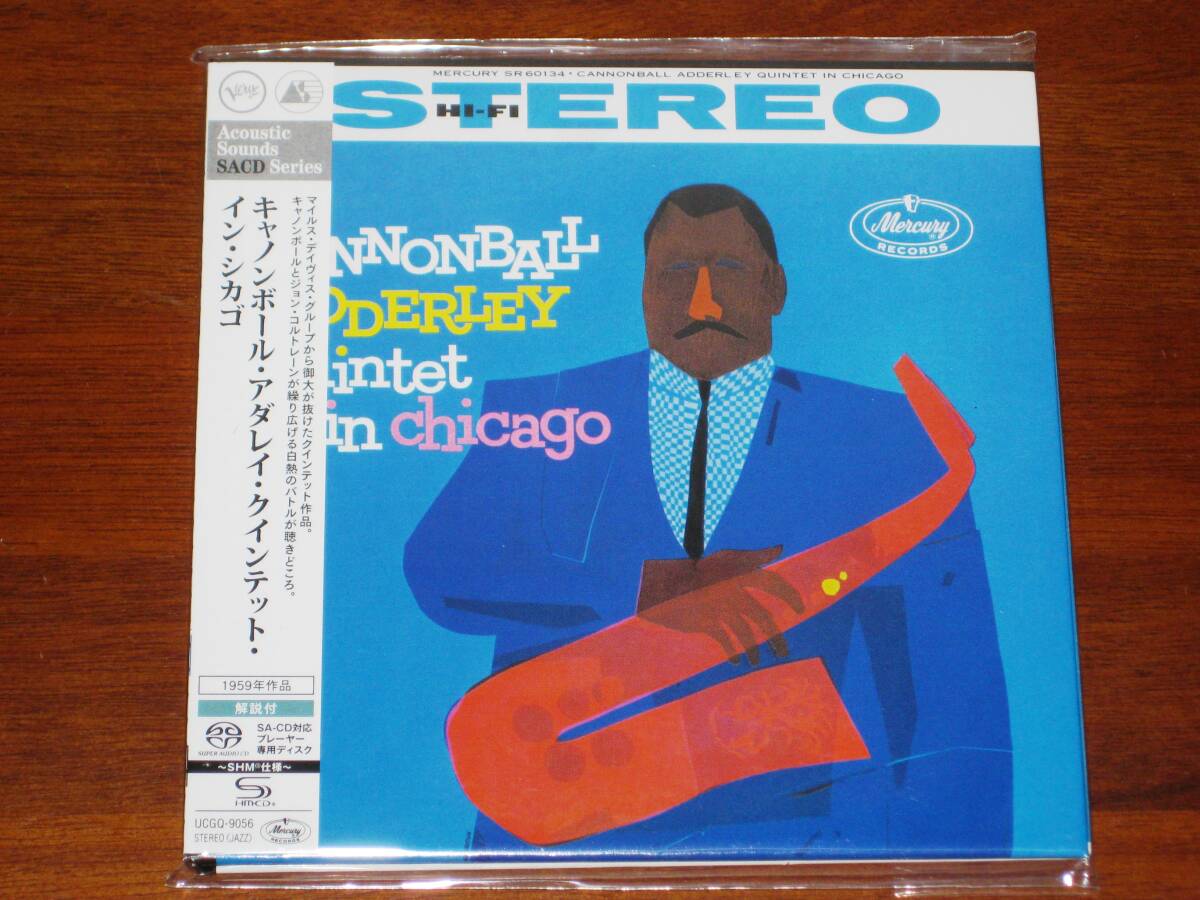 MERCURY SR 60134 · CANNONBALL ADDERLEY QUINTET IN CHICAGO
STEREO
HI-FI
Verve
AS
Acoustic
Sounds
SACD Series
マイルス・デイヴィス・グループから御大が抜けたクインテット作品。
キャノンボールとジョン・コルトレーンが繰り広げる白熱のバトルが聴きどころ。
キャノンボール・アダレイ・クインテット・
イン・シカゴ
1959年作品
解説付
SUPER AUDIO CD
SA-CD対応
プレーヤー
専用ディスク
～SHM®仕様～
SHM-CD®
UCGQ-9056
STEREO (JAZZ)
Mercury
RECORDS
NNONBALL
DDERLEY
intet
in chicago
Mercury
RECORDS